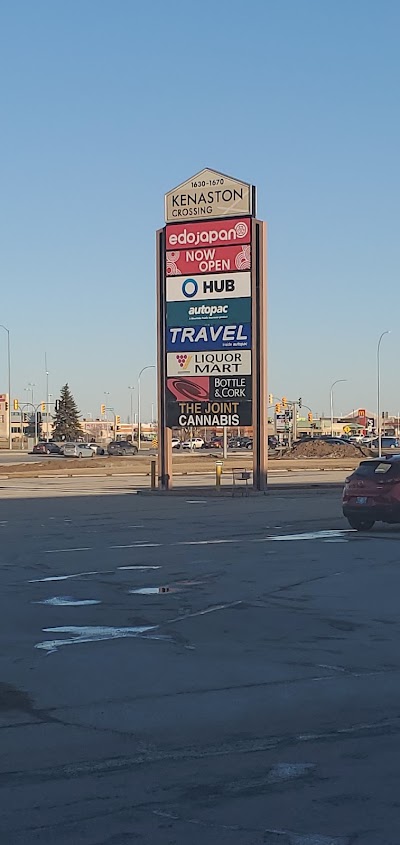 1630-1670
KENASTON
CROSSING
edojapan
NOW
OPEN
HUB
autopac
TRAVEL
LIQUOR
MART
BOTTLE
& CORK
THE JOINT
CANNABIS